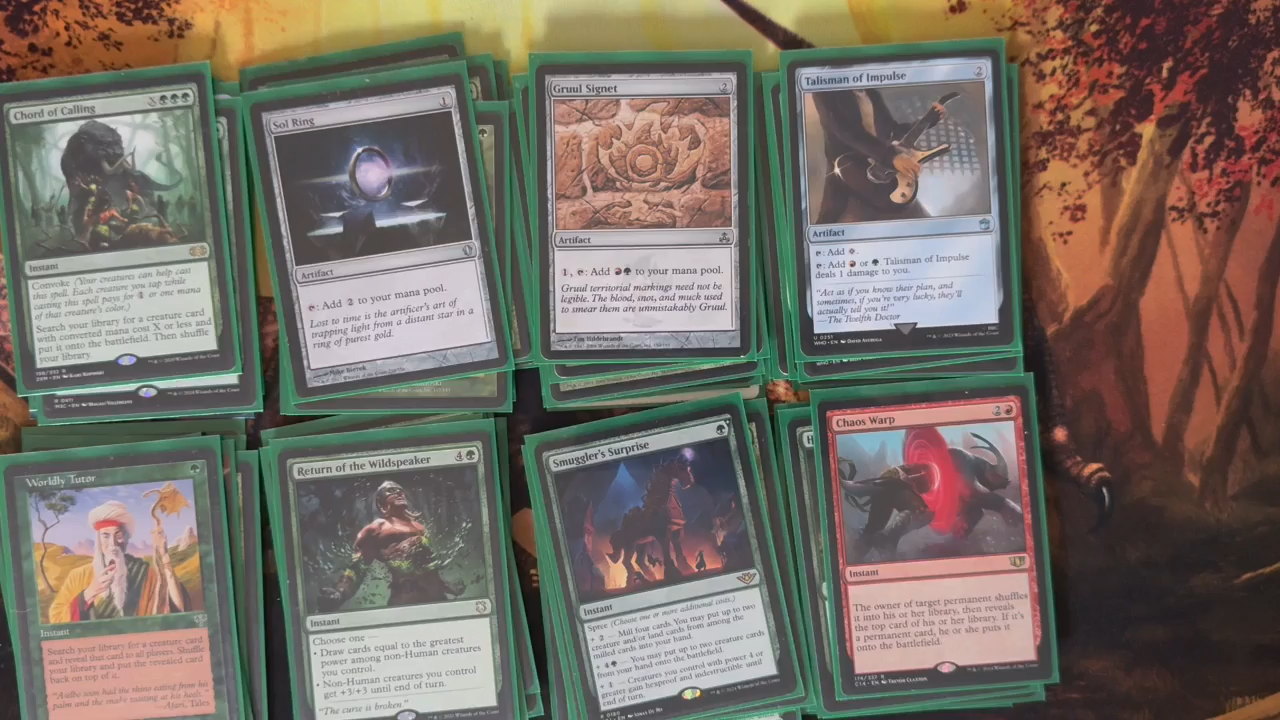 Chord of Calling X
Instant
Convoke (Your creatures can help cast
this spell. Each creature you tap while
casting this spell pays for 1 or one mana
of that creature's color.)
Search your library for a creature card
with converted mana cost X or less and
put it onto the battlefield. Then shuffle
your library.
Sol Ring 1
Artifact
: Add 2 to your mana pool.
Lost to time is the artificer's art of
trapping light from a distant star in a
ring of purest gold.
Gruul Signet 2
Artifact
1, : Add to your mana pool.
Gruul territorial markings need not be
legible. The blood, snot, and muck used
to smear them are unmistakably Gruul.
Talisman of Impulse 2
Artifact
: Add .
: Add or . Talisman of Impulse
deals 1 damage to you.
"Act as if you know their plan, and
sometimes, if you're very lucky, they'll
actually tell you!"
—The Twelfth Doctor
Worldly Tutor
Instant
Search your library for a creature card
and reveal that card to all players. Shuffle
your library and put the revealed card
back on top of it.
—Afari, Tales
Return of the Wildspeaker 4
Instant
Choose one —
• Draw cards equal to the greatest
power among non-Human creatures
you control.
• Non-Human creatures you control
get +3/+3 until end of turn.
"The curse is broken."
Smuggler's Surprise
Instant
Spree (Choose one or more additional costs.)
+ 2 — Mill four cards. You may put up to two
creature and/or land cards from among the
milled cards into your hand.
+ 4 — You may put up to two creature cards
from your hand onto the battlefield.
+ 1 — Creatures you control with power 4 or
greater gain hexproof and indestructible until
end of turn.
Chaos Warp 2
Instant
The owner of target permanent shuffles
it into his or her library, then reveals
the top card of his or her library. If it's
a permanent card, he or she puts it
onto the battlefield.